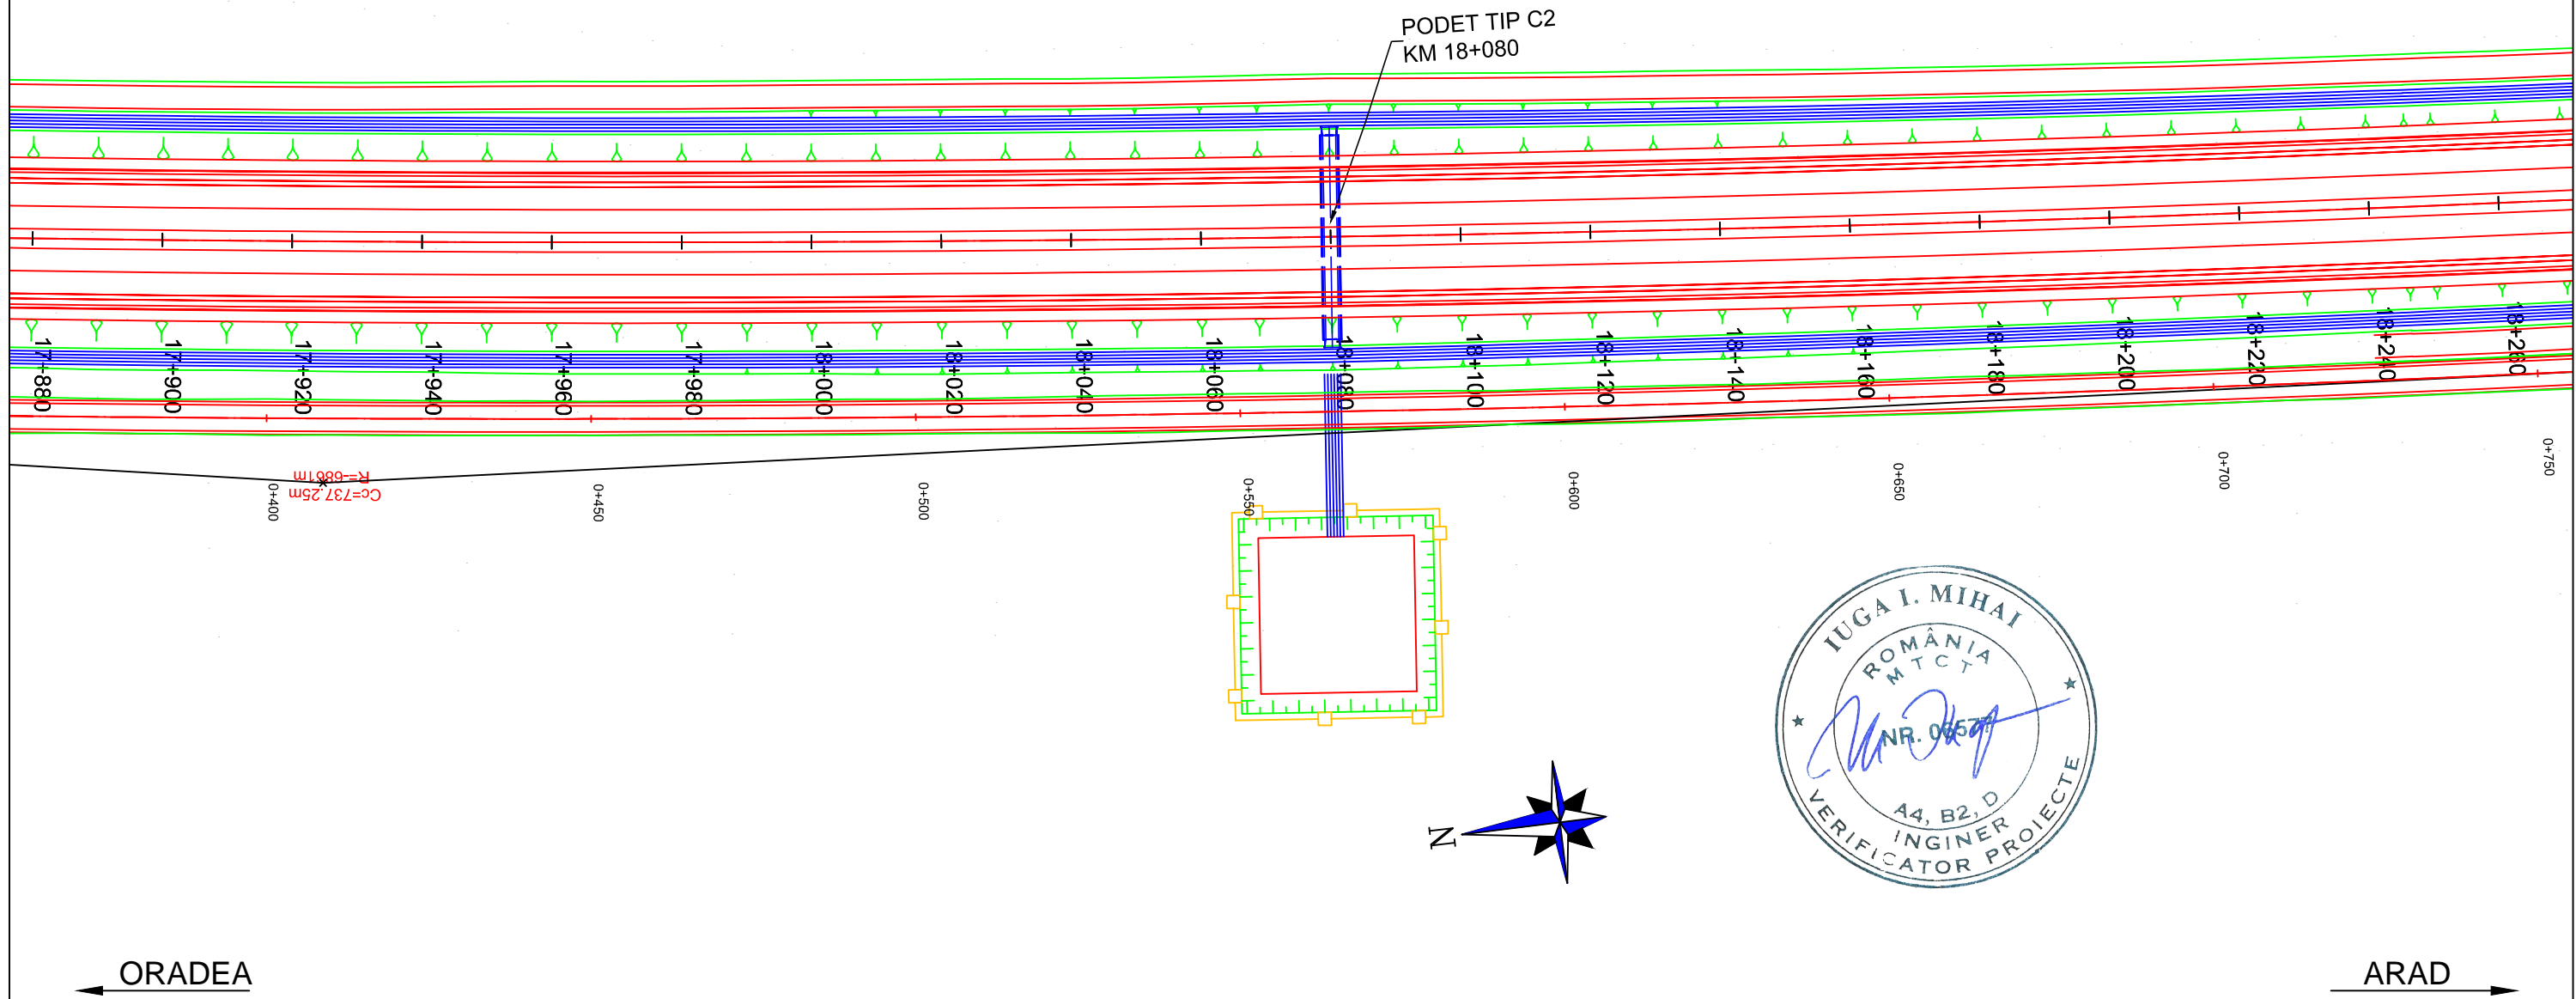 PODET TIP C2
KM 18+080
17+880
17+900
17+920
17+940
17+960
17+980
18+000
18+020
18+040
18+060
18+080
18+100
18+120
18+140
18+160
18+180
18+200
18+220
18+240
18+260
R=-6861m
Cc=737.25m
0+400
0+450
0+500
0+550
0+600
0+650
0+700
0+750
IUGA I. MIHAI
ROMÂNIA
MTCT
NR. 06577
A4, B2, D
INGINER
VERIFICATOR PROIECTE
N
ORADEA
ARAD